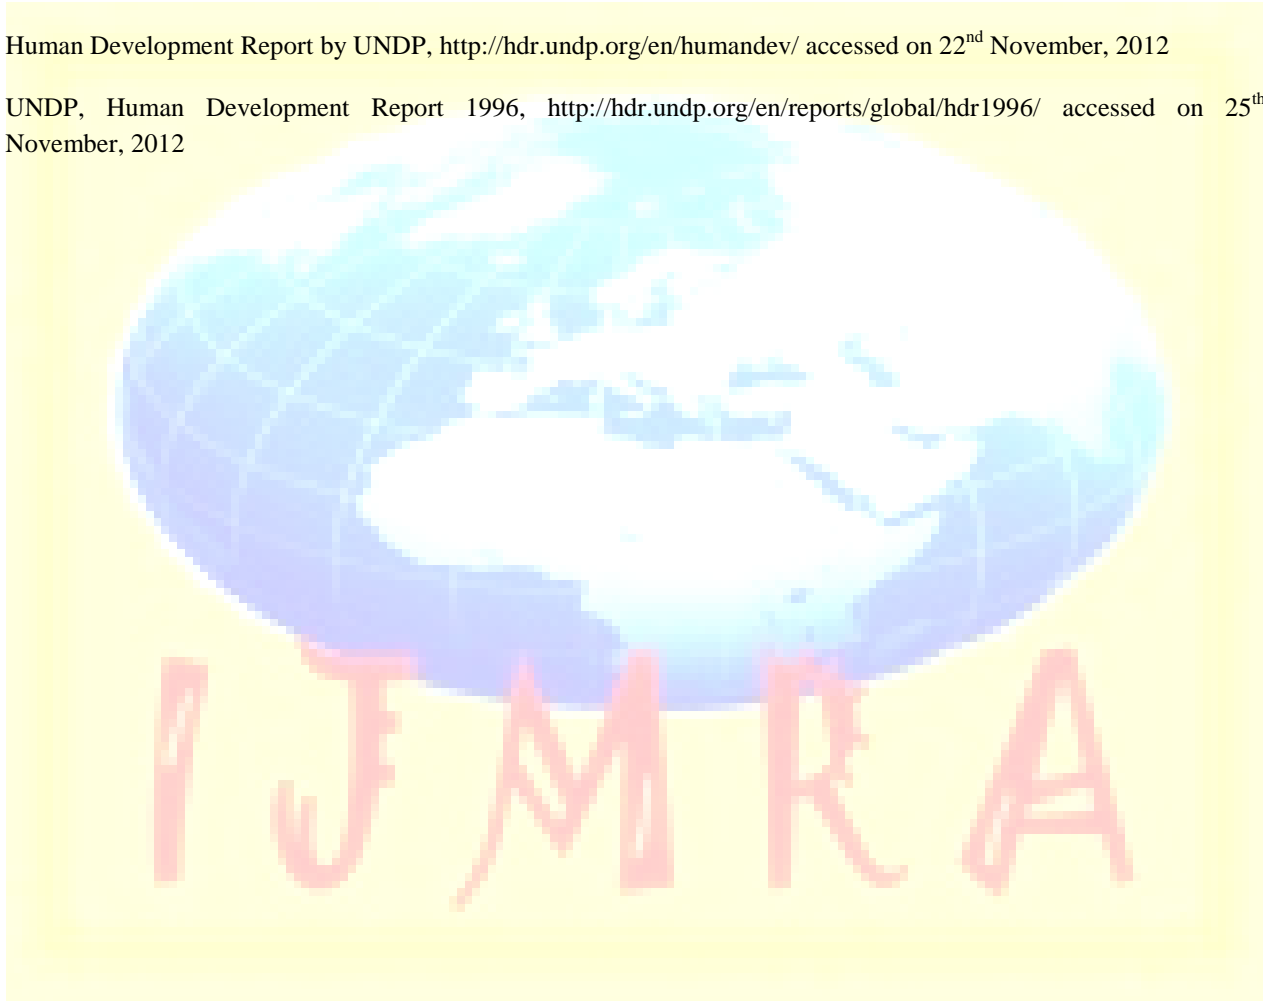 Human Development Report by UNDP, http://hdr.undp.org/en/humandev/ accessed on 22nd November, 2012
UNDP, Human Development Report 1996, http://hdr.undp.org/en/reports/global/hdr1996/ accessed on 25th
November, 2012
IJMRA